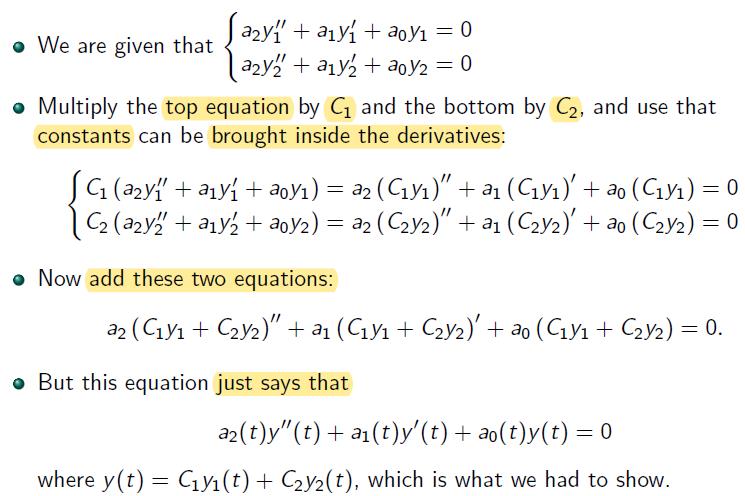 • We are given that { a₂y₁″ + a₁y₁′ + a₀y₁ = 0
a₂y₂″ + a₁y₂′ + a₀y₂ = 0
• Multiply the top equation by C₁ and the bottom by C₂, and use that
constants can be brought inside the derivatives:
{ C₁ (a₂y₁″ + a₁y₁′ + a₀y₁) = a₂ (C₁y₁)″ + a₁ (C₁y₁)′ + a₀ (C₁y₁) = 0
C₂ (a₂y₂″ + a₁y₂′ + a₀y₂) = a₂ (C₂y₂)″ + a₁ (C₂y₂)′ + a₀ (C₂y₂) = 0
• Now add these two equations:
a₂ (C₁y₁ + C₂y₂)″ + a₁ (C₁y₁ + C₂y₂)′ + a₀ (C₁y₁ + C₂y₂) = 0.
• But this equation just says that
a₂(t)y″(t) + a₁(t)y′(t) + a₀(t)y(t) = 0
where y(t) = C₁y₁(t) + C₂y₂(t), which is what we had to show.